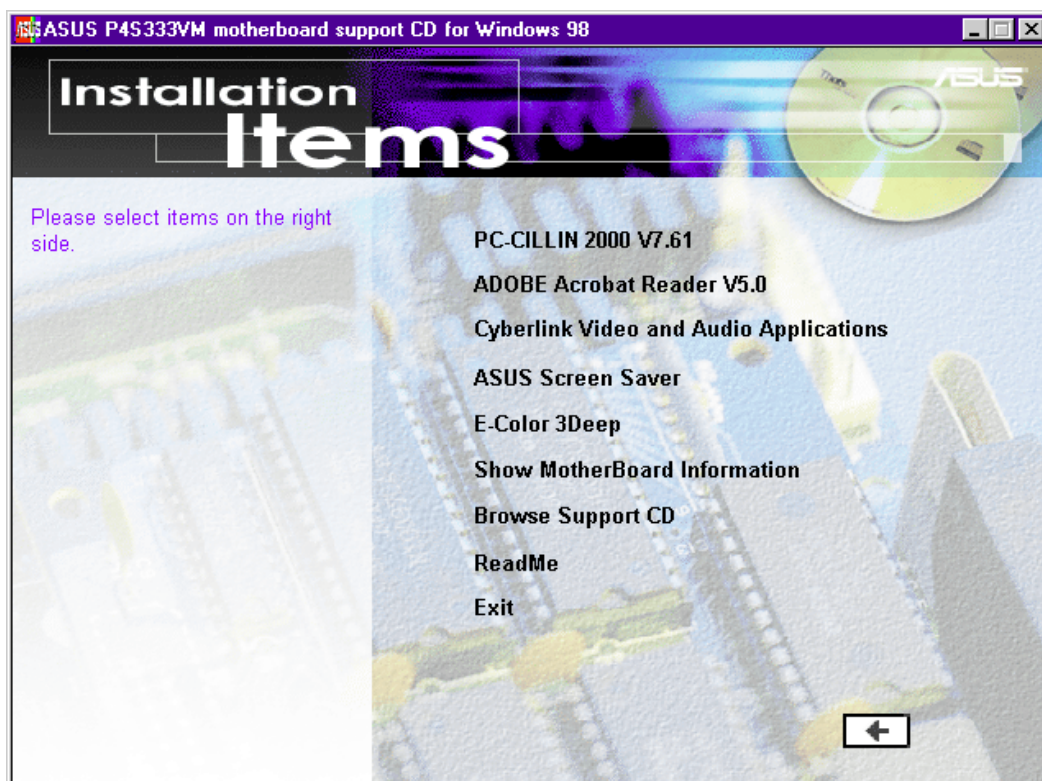 ASUS P4S333VM motherboard support CD for Windows 98
ASUS
Installation
Items
Please select items on the right
side.
PC-CILLIN 2000 V7.61
ADOBE Acrobat Reader V5.0
Cyberlink Video and Audio Applications
ASUS Screen Saver
E-Color 3Deep
Show MotherBoard Information
Browse Support CD
ReadMe
Exit